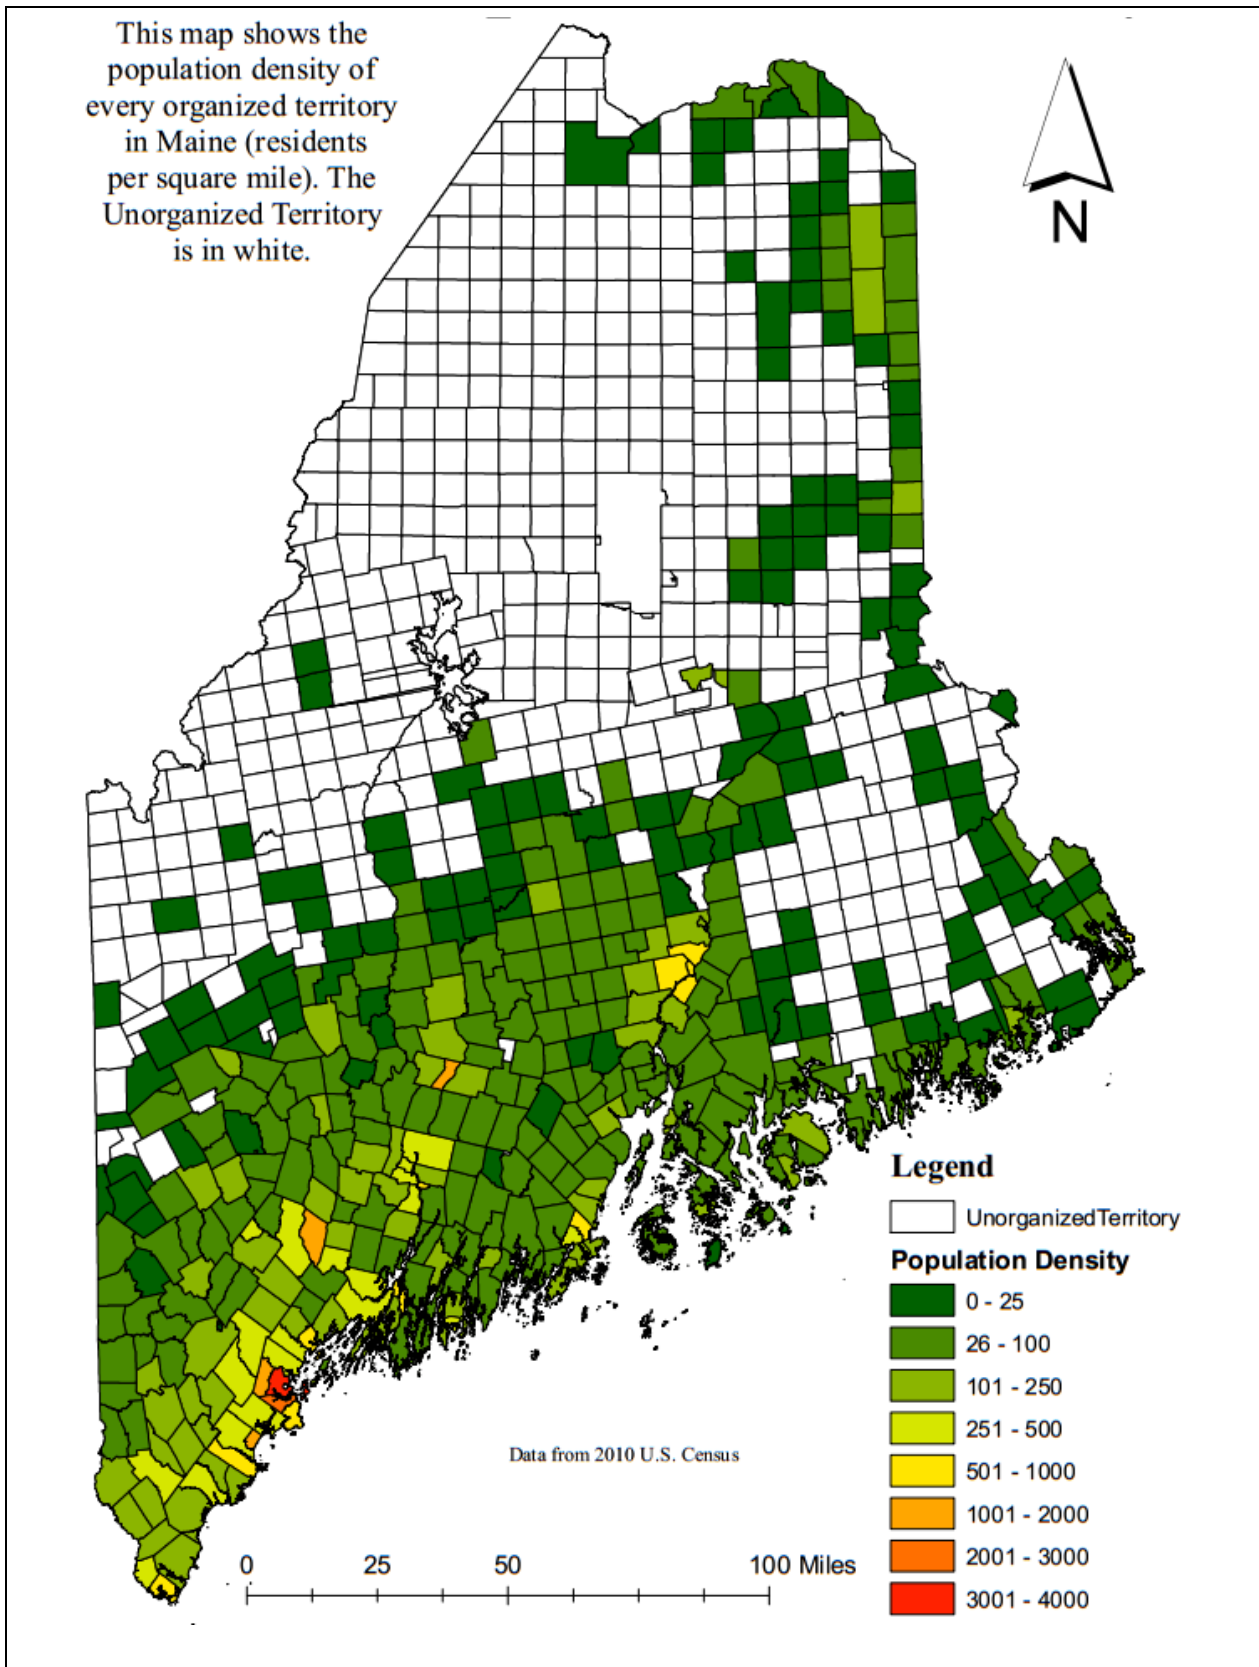 This map shows the
population density of
every organized territory
in Maine (residents
per square mile). The
Unorganized Territory
is in white.
N
Legend
UnorganizedTerritory
Population Density
0 - 25
26 - 100
101 - 250
251 - 500
501 - 1000
1001 - 2000
2001 - 3000
3001 - 4000
Data from 2010 U.S. Census
0 25 50 100 Miles